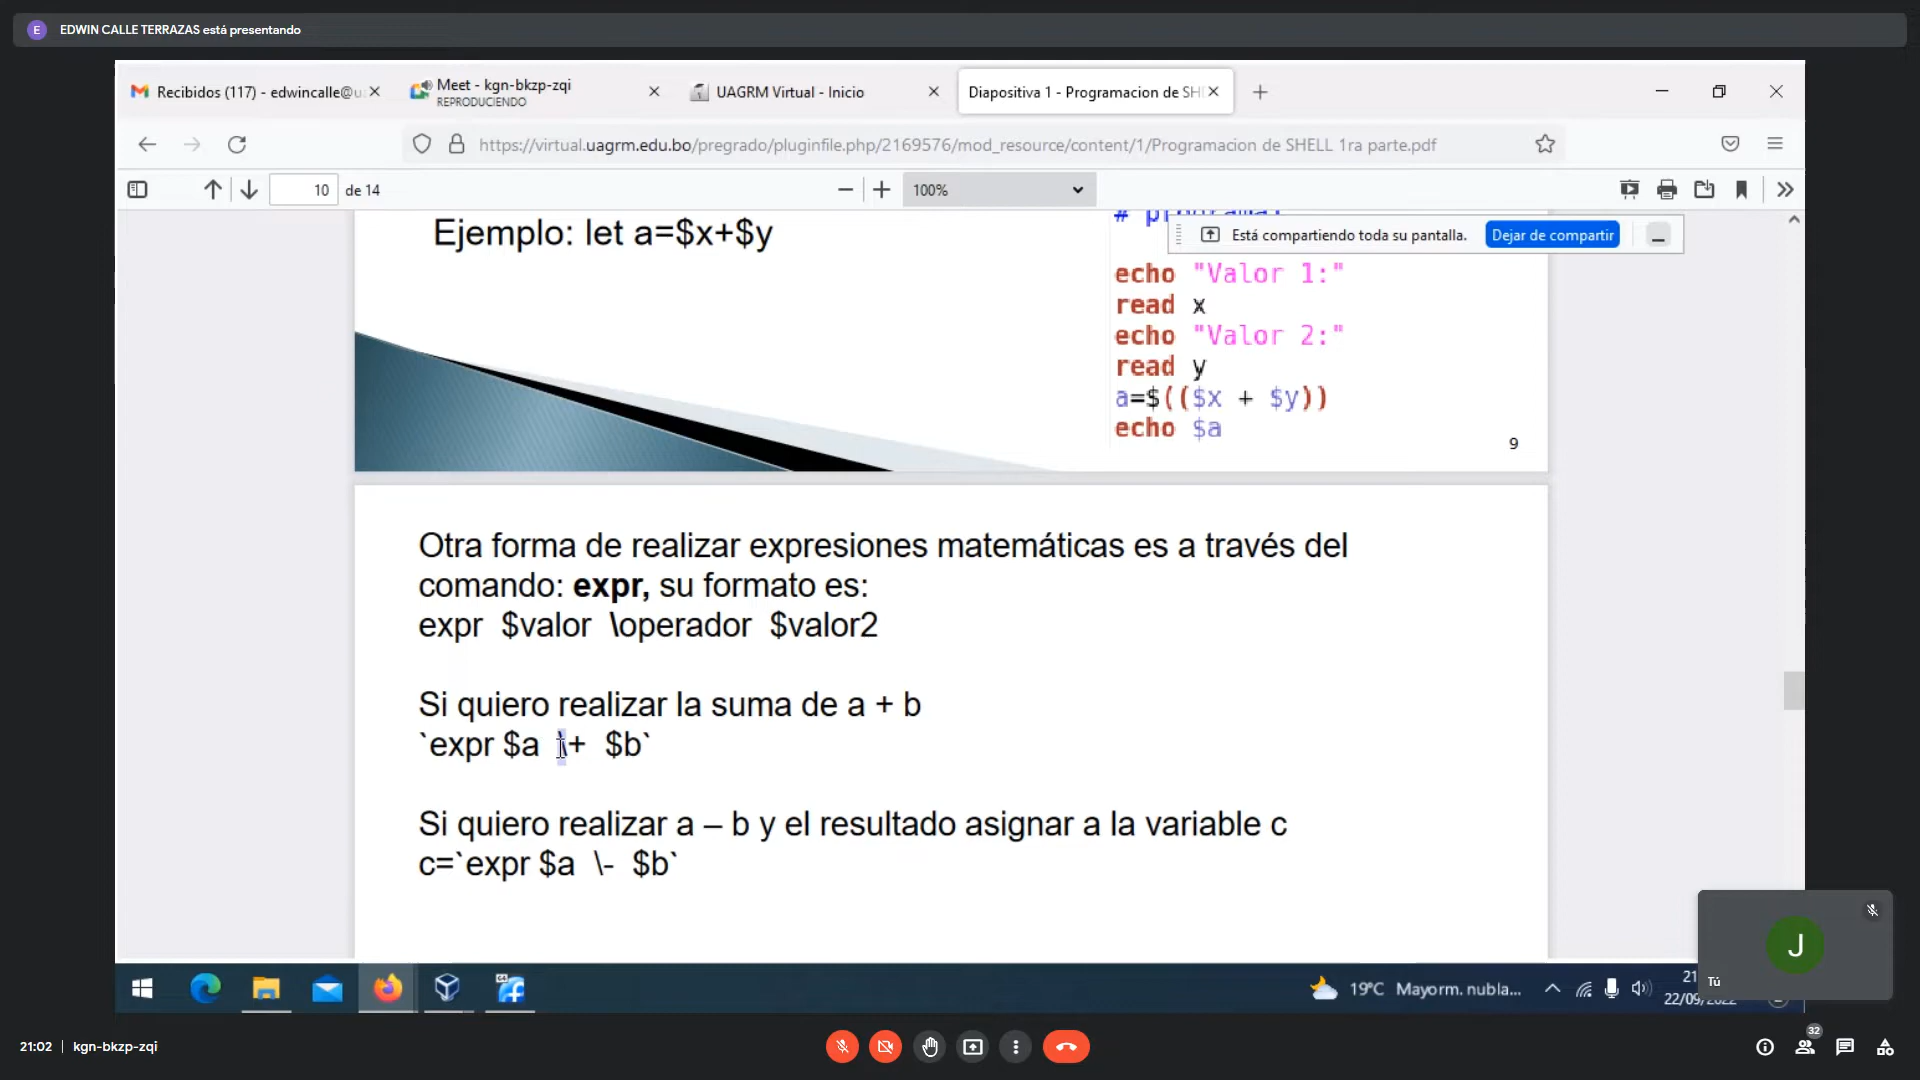 E EDWIN CALLE TERRAZAS está presentando
Recibidos (117) - edwincalle@u
Meet - kgn-bkzp-zqi
REPRODUCIENDO
UAGRM Virtual - Inicio
Diapositiva 1 - Programacion de SH
https://virtual.uagrm.edu.bo/pregrado/pluginfile.php/2169576/mod_resource/content/1/Programacion de SHELL 1ra parte.pdf
10 de 14
100%
Está compartiendo toda su pantalla. Dejar de compartir
Ejemplo: let a=$x+$y
echo "Valor 1:"
read x
echo "Valor 2:"
read y
a=$(($x + $y))
echo $a
9
Otra forma de realizar expresiones matemáticas es a través del
comando: expr, su formato es:
expr $valor \operador $valor2
Si quiero realizar la suma de a + b
`expr $a \+ $b`
Si quiero realizar a – b y el resultado asignar a la variable c
c=`expr $a \- $b`
J
Tú
19°C Mayorm. nubla...
21:02 kgn-bkzp-zqi
32